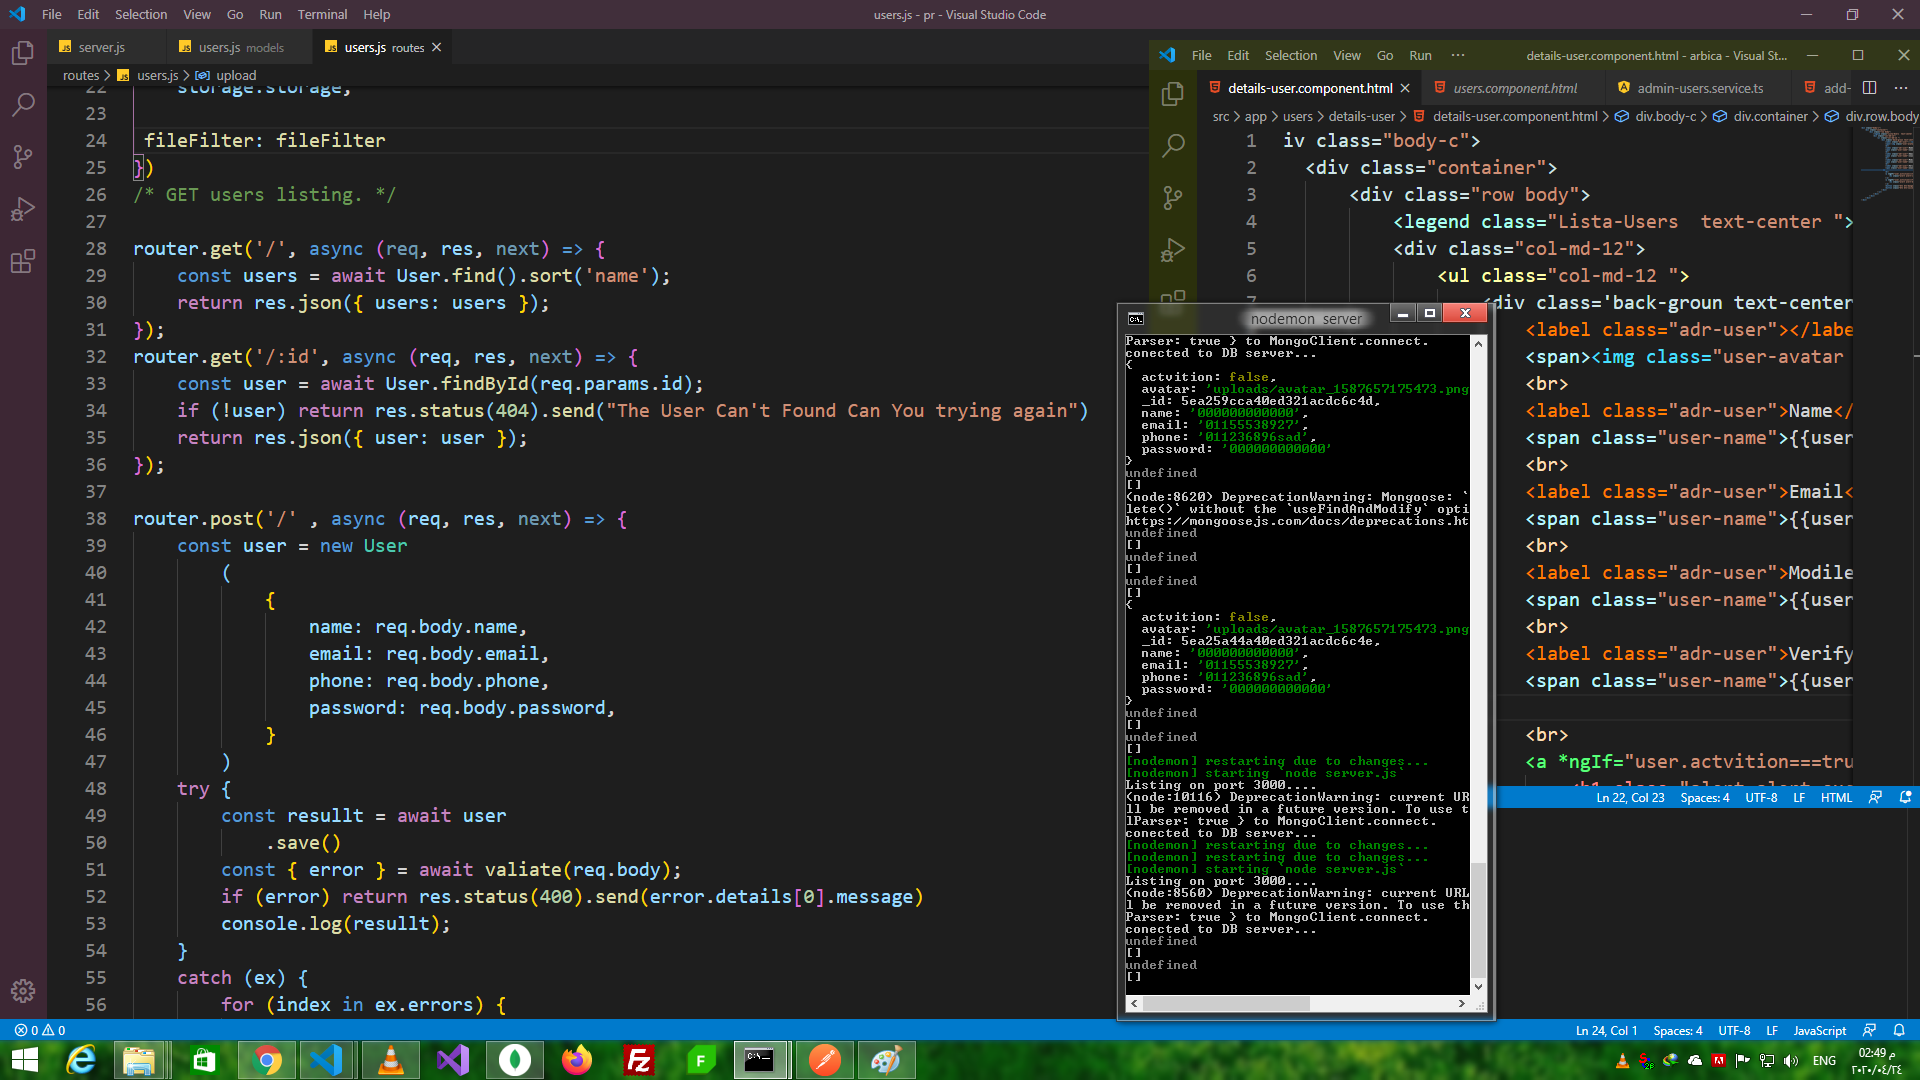 File Edit Selection View Go Run Terminal Help
users.js - pr - Visual Studio Code
server.js
users.js models
users.js routes
routes > users.js > upload
22 storage:storage,
23
24 fileFilter: fileFilter
25 })
26 /* GET users listing. */
27
28 router.get('/', async (req, res, next) => {
29 const users = await User.find().sort('name');
30 return res.json({ users: users });
31 });
32 router.get('/:id', async (req, res, next) => {
33 const user = await User.findById(req.params.id);
34 if (!user) return res.status(404).send("The User Can't Found Can You trying again")
35 return res.json({ user: user });
36 });
37
38 router.post('/' , async (req, res, next) => {
39 const user = new User
40 (
41 {
42 name: req.body.name,
43 email: req.body.email,
44 phone: req.body.phone,
45 password: req.body.password,
46 }
47 )
48 try {
49 const resullt = await user
50 .save()
51 const { error } = await valiate(req.body);
52 if (error) return res.status(400).send(error.details[0].message)
53 console.log(resullt);
54 }
55 catch (ex) {
56 for (index in ex.errors) {
File Edit Selection View Go Run ···
details-user.component.html - arbica - Visual St...
details-user.component.html
users.component.html
admin-users.service.ts
add-
src > app > users > details-user > details-user.component.html > div.body-c > div.container > div.row.body
1 iv class="body-c">
2 <div class="container">
3 <div class="row body">
4 <legend class="Lista-Users  text-center ">
5 <div class="col-md-12">
6 <ul class="col-md-12 ">
7 <div class='back-groun text-center
<label class="adr-user"></labe
<span><img class="user-avatar
<br>
<label class="adr-user">Name</
<span class="user-name">{{user
<br>
<label class="adr-user">Email<
<span class="user-name">{{user
<br>
<label class="adr-user">Modile
<span class="user-name">{{user
<br>
<label class="adr-user">Verify
<span class="user-name">{{user
<br>
<a *ngIf="user.actvition===tru
Ln 22, Col 23 Spaces: 4 UTF-8 LF HTML
nodemon server
Parser: true } to MongoClient.connect.
conected to DB server...
{
actvition: false,
avatar: 'uploads/avatar_1587657175473.png
_id: 5ea259cca40ed321acdc6c4d,
name: '000000000000',
email: '01155538927',
phone: '011236896sad',
password: '000000000000'
}
undefined
[]
(node:8620) DeprecationWarning: Mongoose: `
lete()` without the `useFindAndModify` opti
https://mongoosejs.com/docs/deprecations.ht
undefined
[]
undefined
[]
undefined
[]
{
actvition: false,
avatar: 'uploads/avatar_1587657175473.png
_id: 5ea25a44a40ed321acdc6c4e,
name: '000000000000',
email: '01155538927',
phone: '011236896sad',
password: '000000000000'
}
undefined
[]
undefined
[]
[nodemon] restarting due to changes...
[nodemon] starting `node server.js`
Listing on port 3000....
(node:10116) DeprecationWarning: current UR
ll be removed in a future version. To use t
lParser: true } to MongoClient.connect.
conected to DB server...
[nodemon] restarting due to changes...
[nodemon] restarting due to changes...
[nodemon] starting `node server.js`
Listing on port 3000....
(node:8560) DeprecationWarning: current URL
l be removed in a future version. To use th
Parser: true } to MongoClient.connect.
conected to DB server...
undefined
[]
undefined
[]
0 0
Ln 24, Col 1 Spaces: 4 UTF-8 LF JavaScript
ENG
02:49 م
٢٠٢٠/٠٤/٢٤